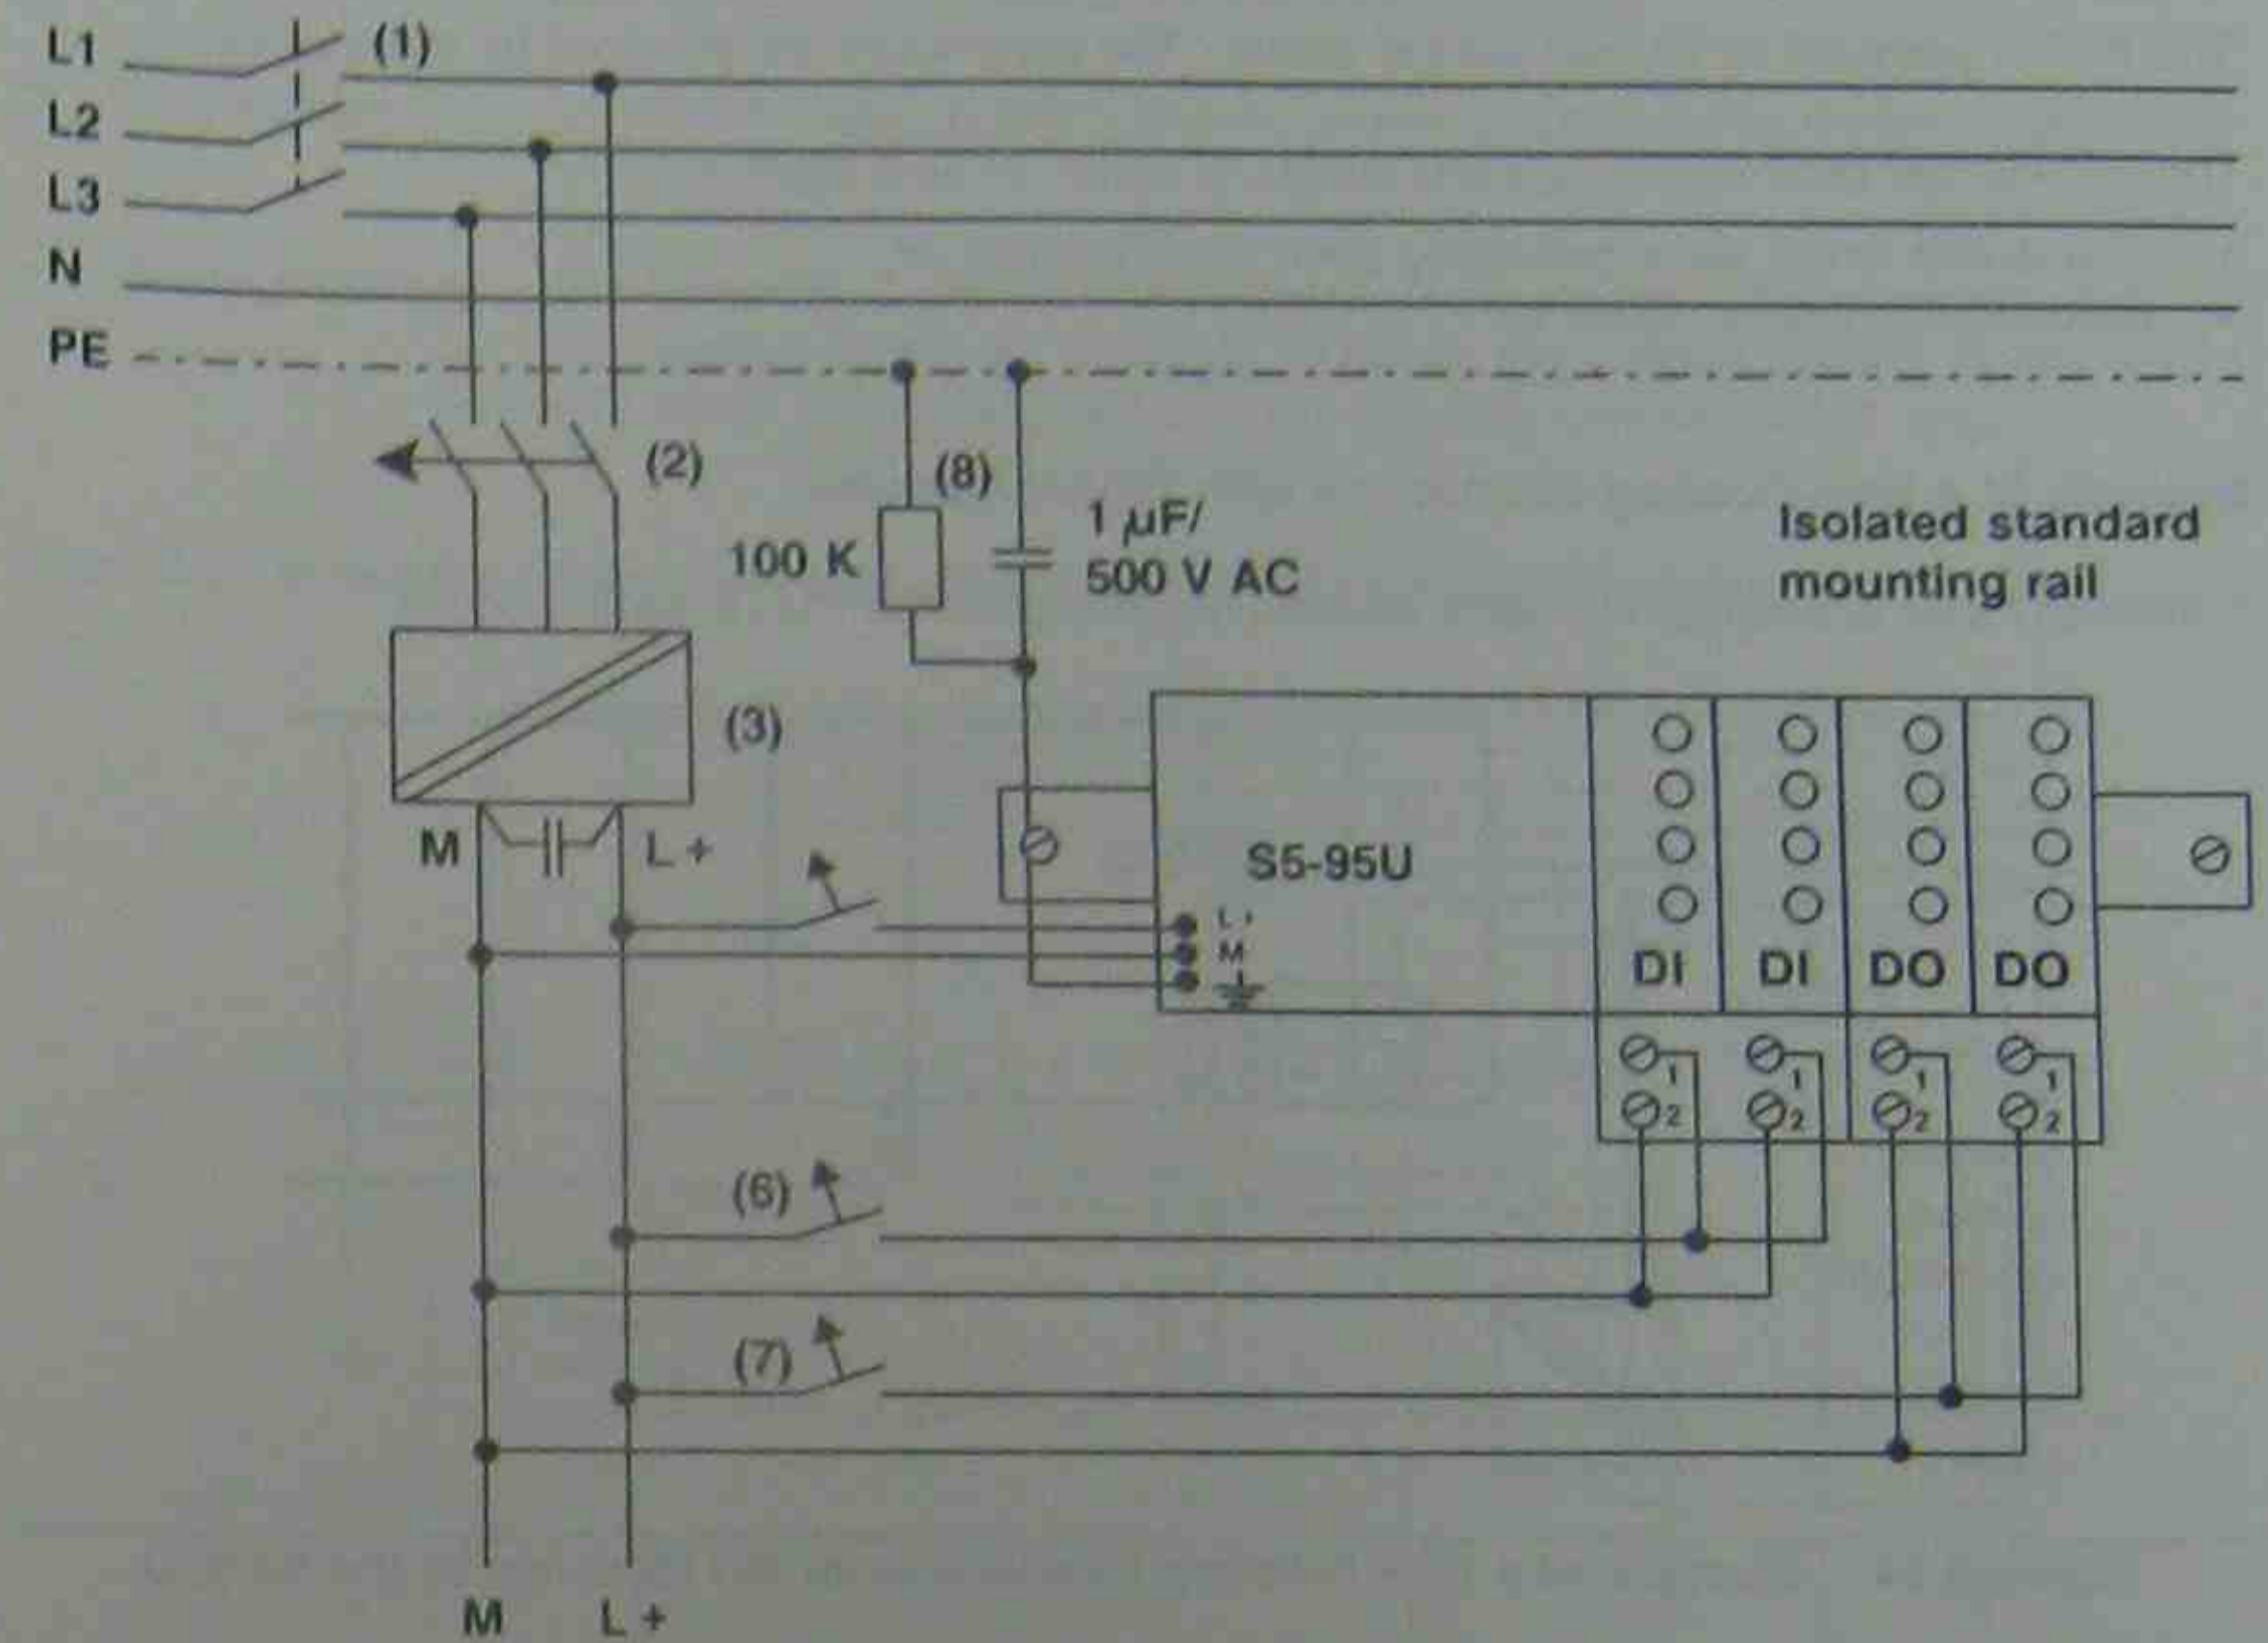 L1
(1)
L2
L3
N
PE
(2)
(8)
100 K
1 µF/
500 V AC
Isolated standard
mounting rail
(3)
M
L +
S5-95U
L+
M
DI
DI
DO
DO
1
1
1
1
2
2
2
2
(6)
(7)
M
L +